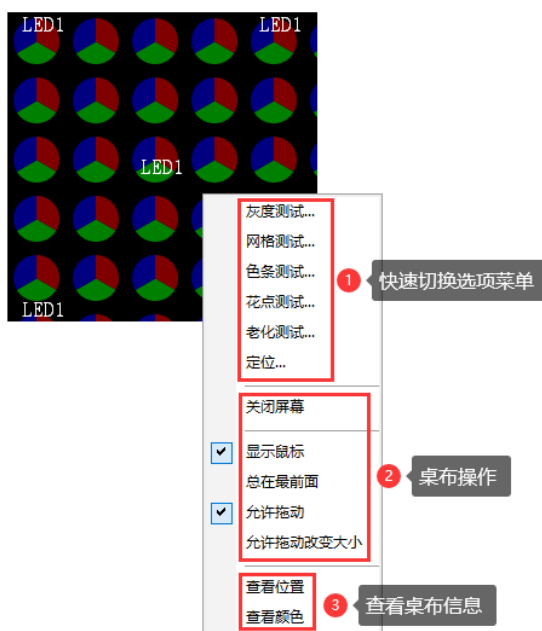 LED1 LED1
LED1
LED1
灰度测试...
网格测试...
色条测试...
花点测试...
老化测试...
定位...
1 快速切换选项菜单
关闭屏幕
显示鼠标
总在最前面
允许拖动
允许拖动改变大小
2 桌布操作
查看位置
查看颜色
3 查看桌布信息